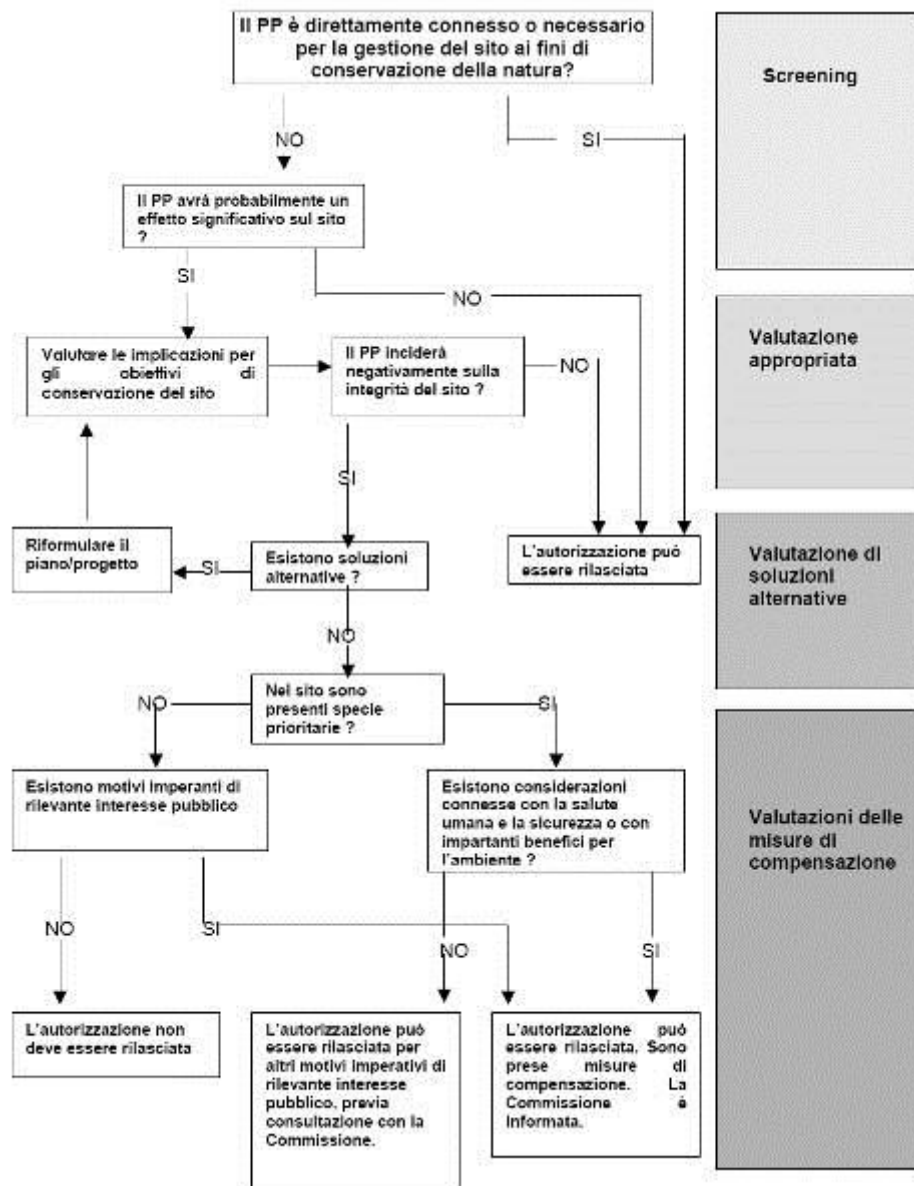 Il PP è direttamente connesso o necessario
per la gestione del sito ai fini di
conservazione della natura?
Screening
NO
SI
Il PP avrà probabilmente un
effetto significativo sul sito
?
SI
NO
Valutare le implicazioni per
gli obiettivi di
conservazione del sito
Il PP inciderà
negativamente sulla
integrità del sito ?
NO
Valutazione
appropriata
SI
Riformulare il
piano/progetto
SI
Esistono soluzioni
alternative ?
L'autorizzazione può
essere rilasciata
Valutazione di
soluzioni
alternative
NO
Nel sito sono
presenti specie
prioritarie ?
NO
SI
Esistono motivi imperanti di
rilevante interesse pubblico
Esistono considerazioni
connesse con la salute
umana e la sicurezza o con
impartanti benefici per
l'ambiente ?
Valutazioni delle
misure di
compensazione
NO
SI
NO
SI
L'autorizzazione non
deve essere rilasciata
L'autorizzazione può
essere rilasciata per
altri motivi imperativi di
rilevante interesse
pubblico, previa
consultazione con la
Commissione.
L'autorizzazione può
essere rilasciata. Sono
prese misure di
compensazione. La
Commissione è
informata.